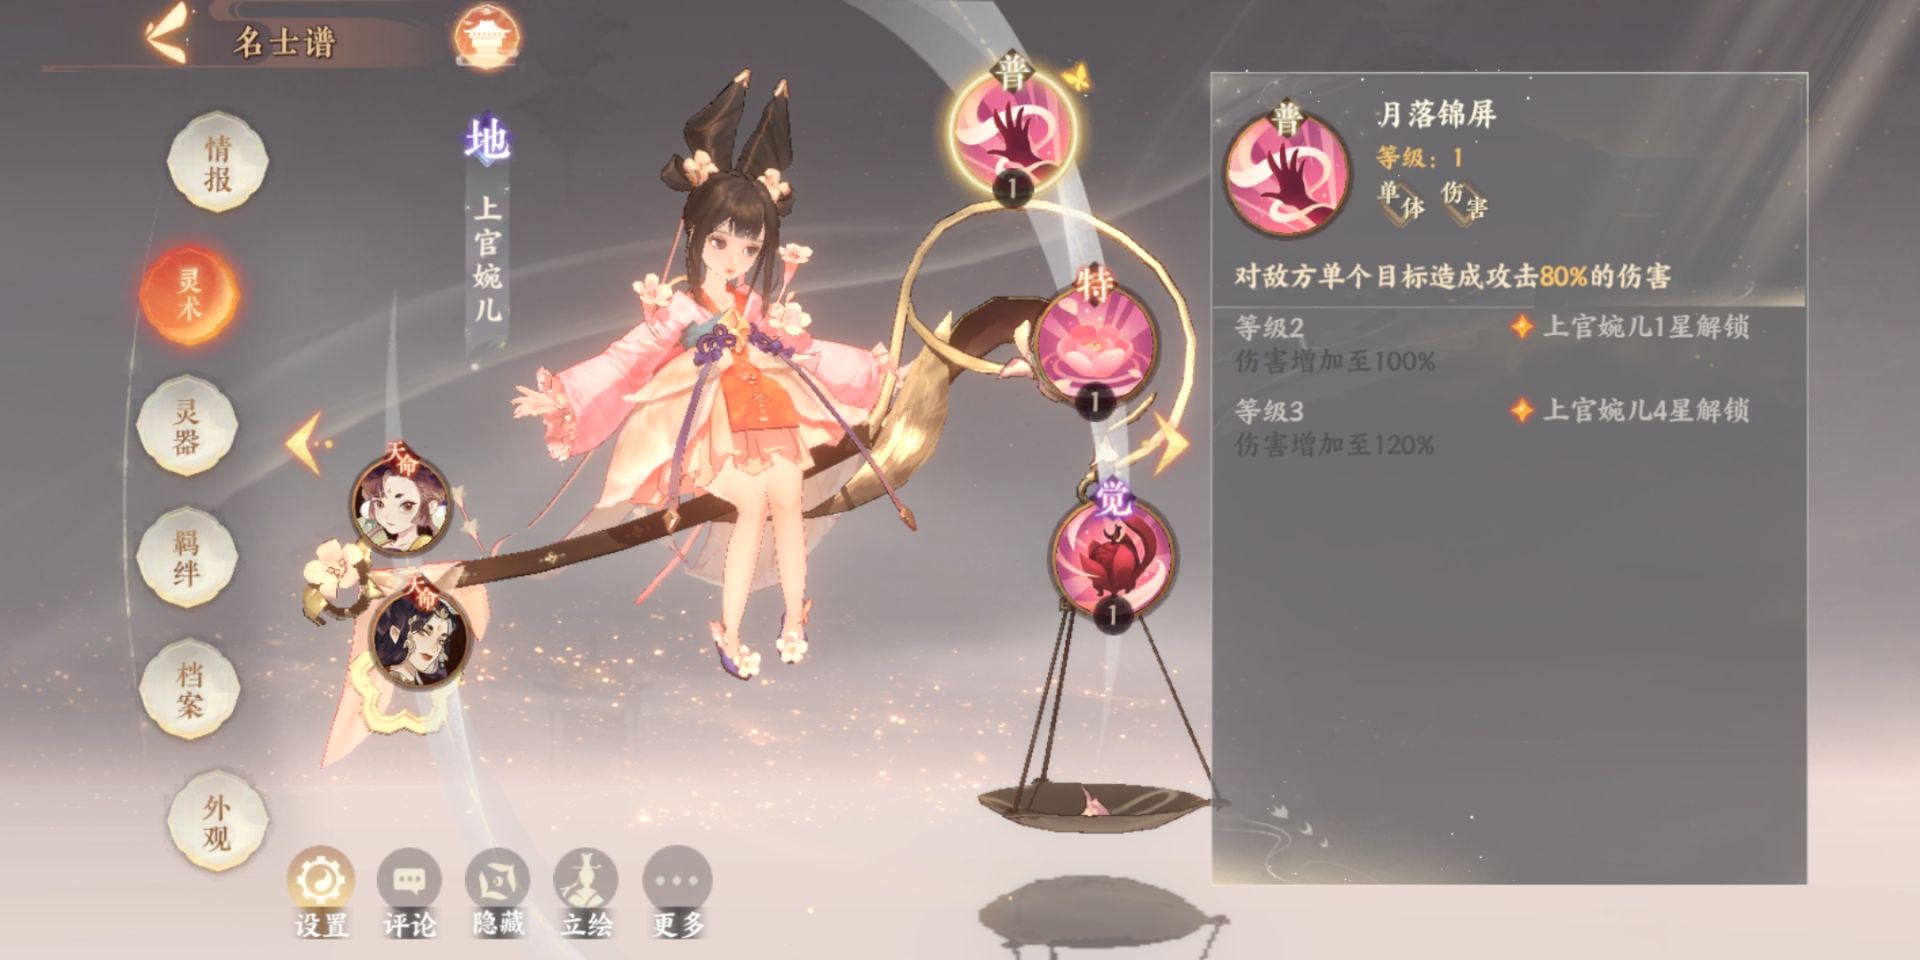 名士谱
情报
灵术
灵器
羁绊
档案
外观
地
上官婉儿
天命
天命
普
1
特
1
觉
1
普
月落锦屏
等级：1
单体 伤害
对敌方单个目标造成攻击80%的伤害
等级2 上官婉儿1星解锁
伤害增加至100%
等级3 上官婉儿4星解锁
伤害增加至120%
设置 评论 隐藏 立绘 更多